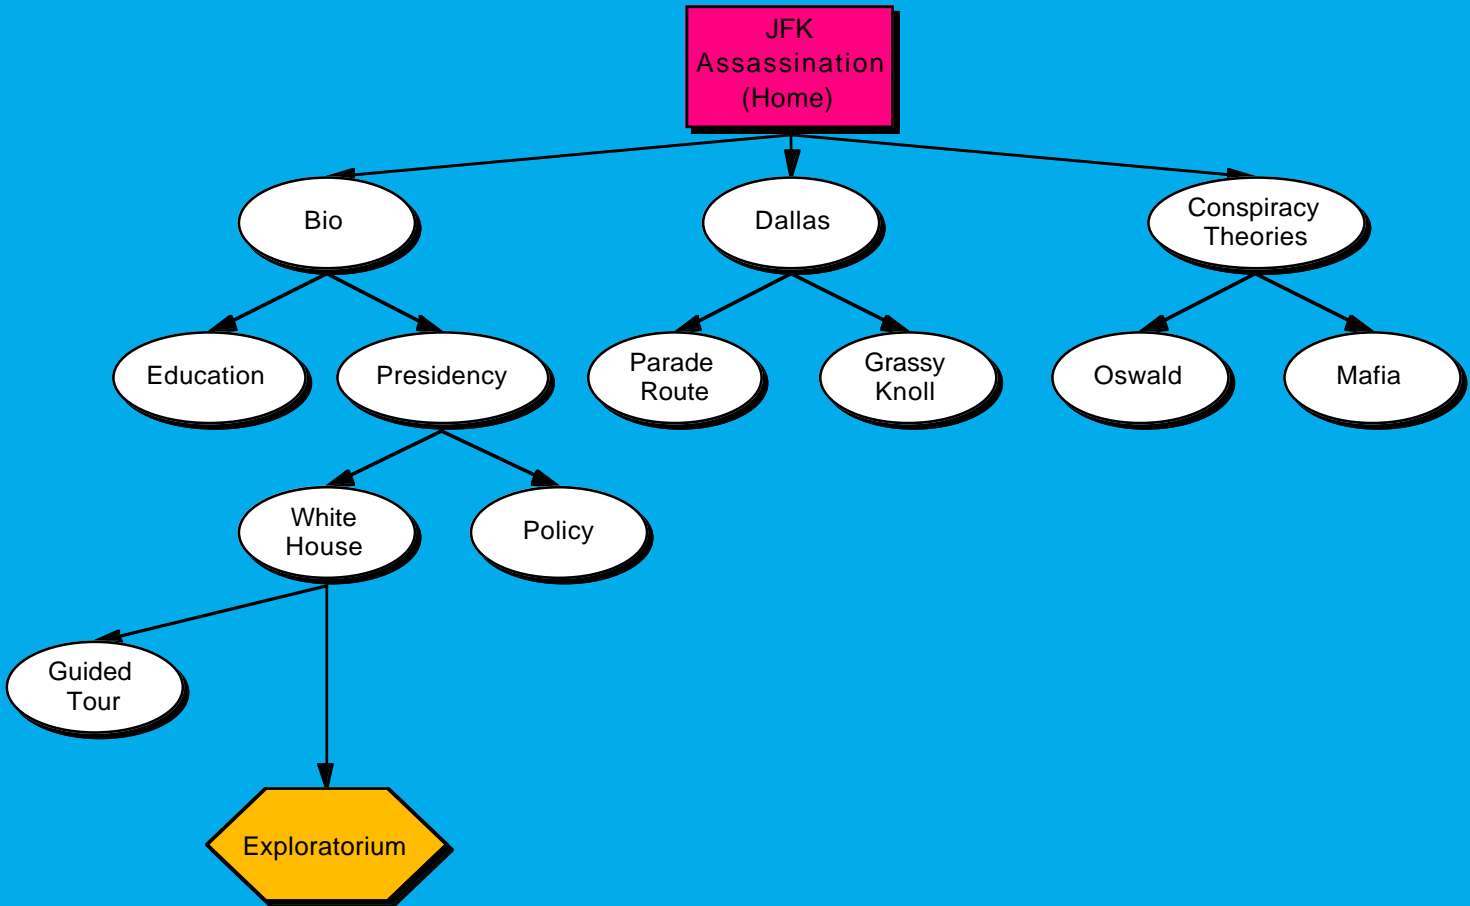 JFK
Assassination
(Home)
Bio
Dallas
Conspiracy
Theories
Education
Presidency
Parade
Route
Grassy
Knoll
Oswald
Mafia
White
House
Policy
Guided
Tour
Exploratorium